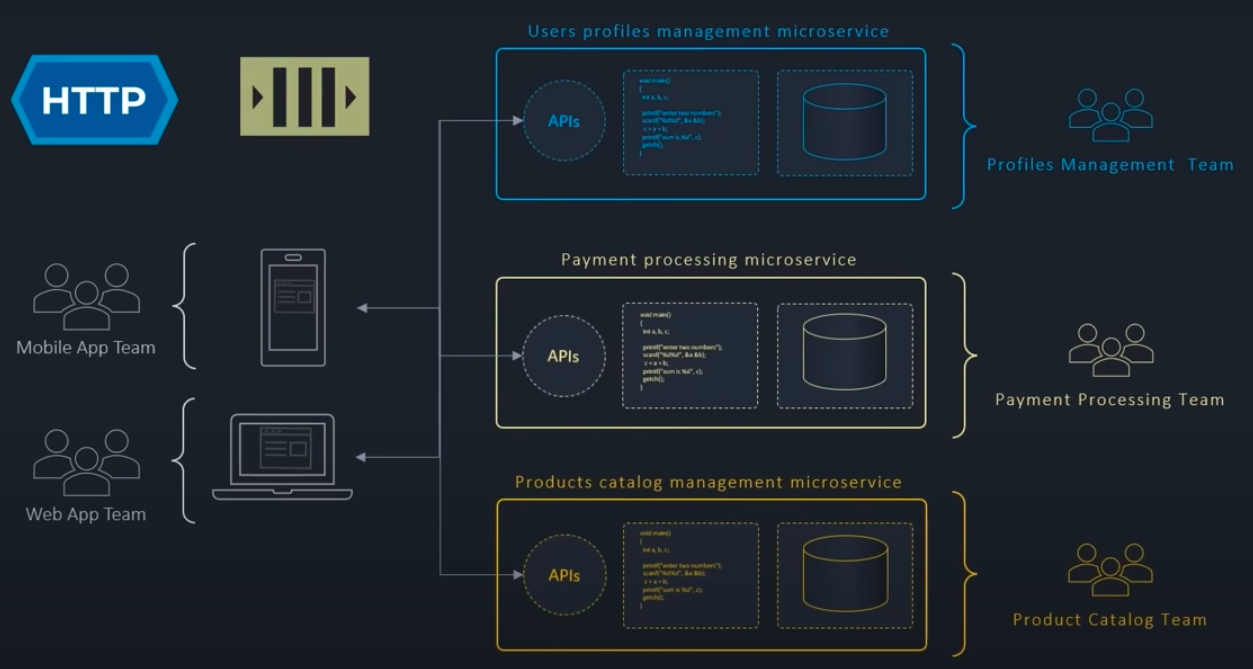 Users profiles management microservice
HTTP
APIs
void main()
{
int a, b, c;
printf("enter two numbers");
scanf("%d%d", &a &b);
c = a + b;
printf("sum is %d", c);
getch();
}
Profiles Management Team
Payment processing microservice
Mobile App Team
APIs
void main()
{
int a, b, c;
printf("enter two numbers");
scanf("%d%d", &a &b);
c = a + b;
printf("sum is %d", c);
getch();
}
Payment Processing Team
Products catalog management microservice
Web App Team
APIs
void main()
{
int a, b, c;
printf("enter two numbers");
scanf("%d%d", &a &b);
c = a + b;
printf("sum is %d", c);
getch();
}
Product Catalog Team